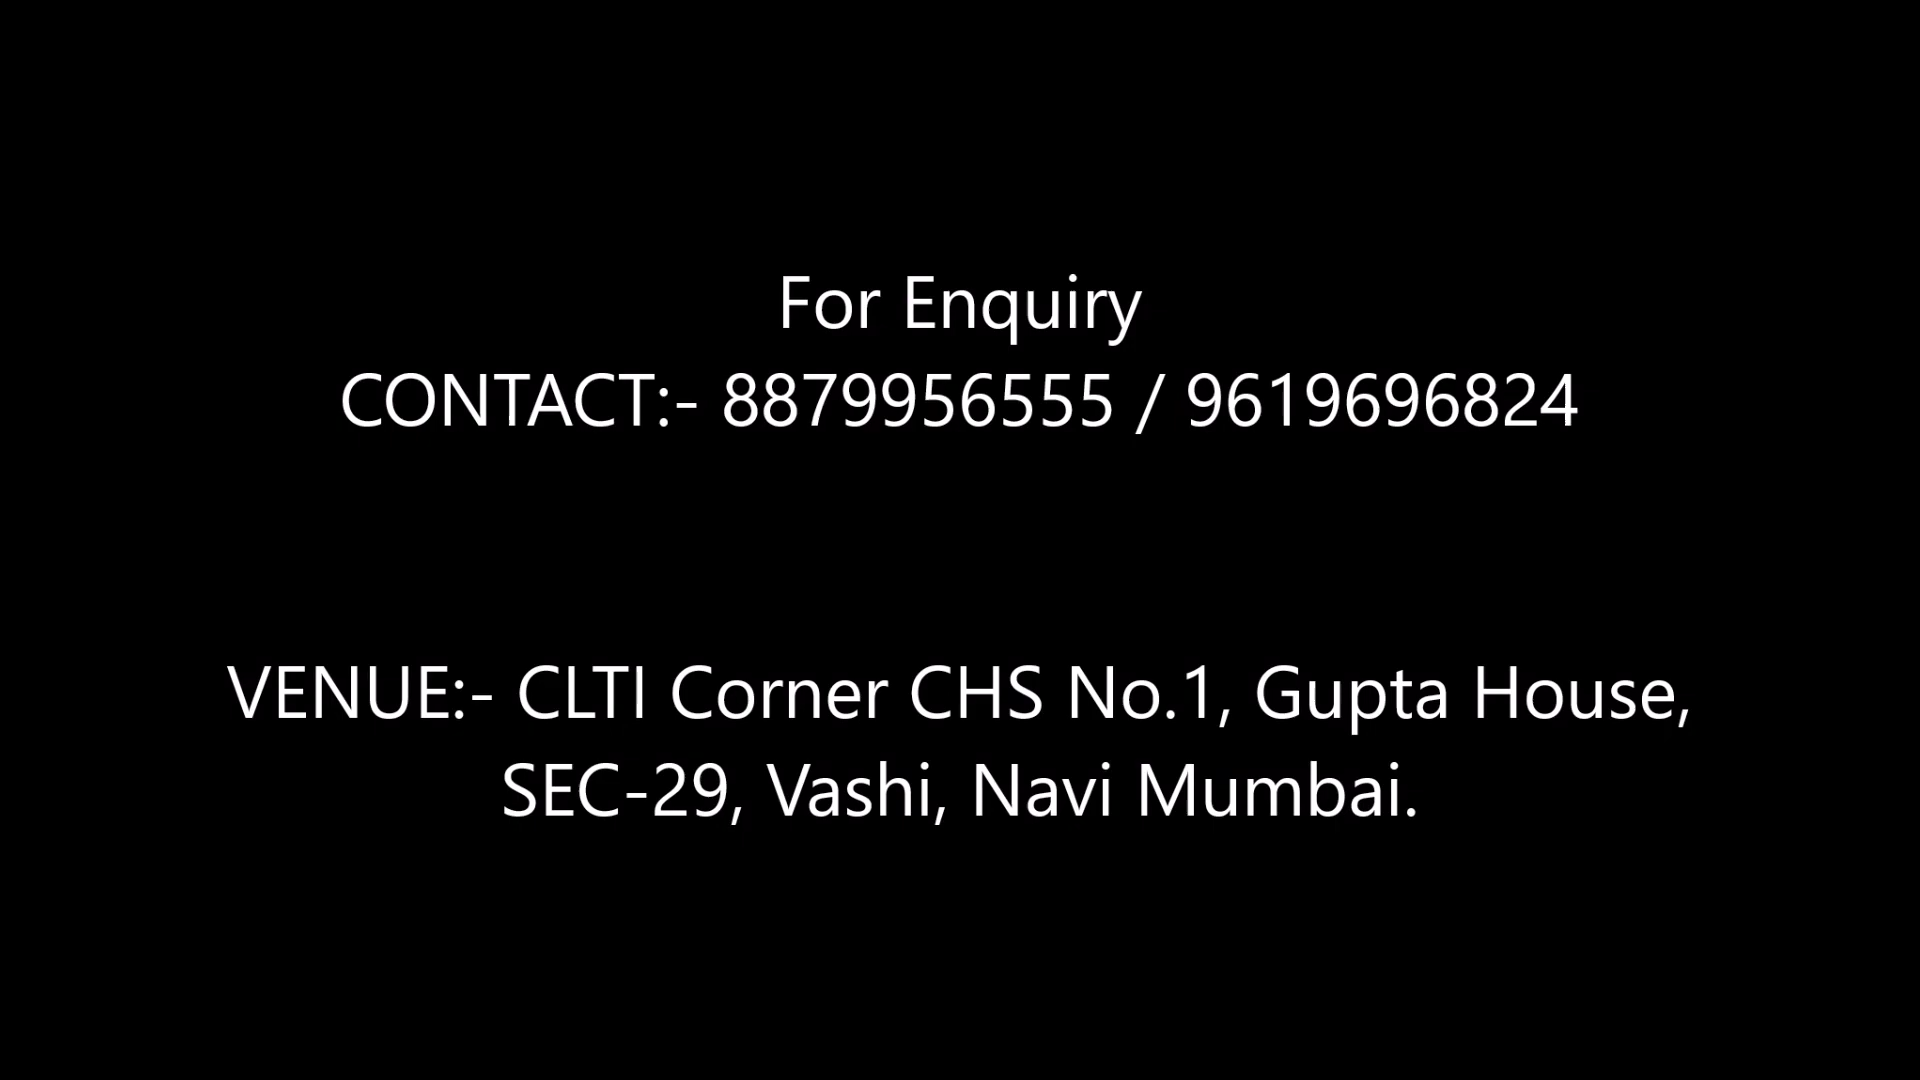 For Enquiry
CONTACT:- 8879956555 / 9619696824
VENUE:- CLTI Corner CHS No.1, Gupta House,
SEC-29, Vashi, Navi Mumbai.